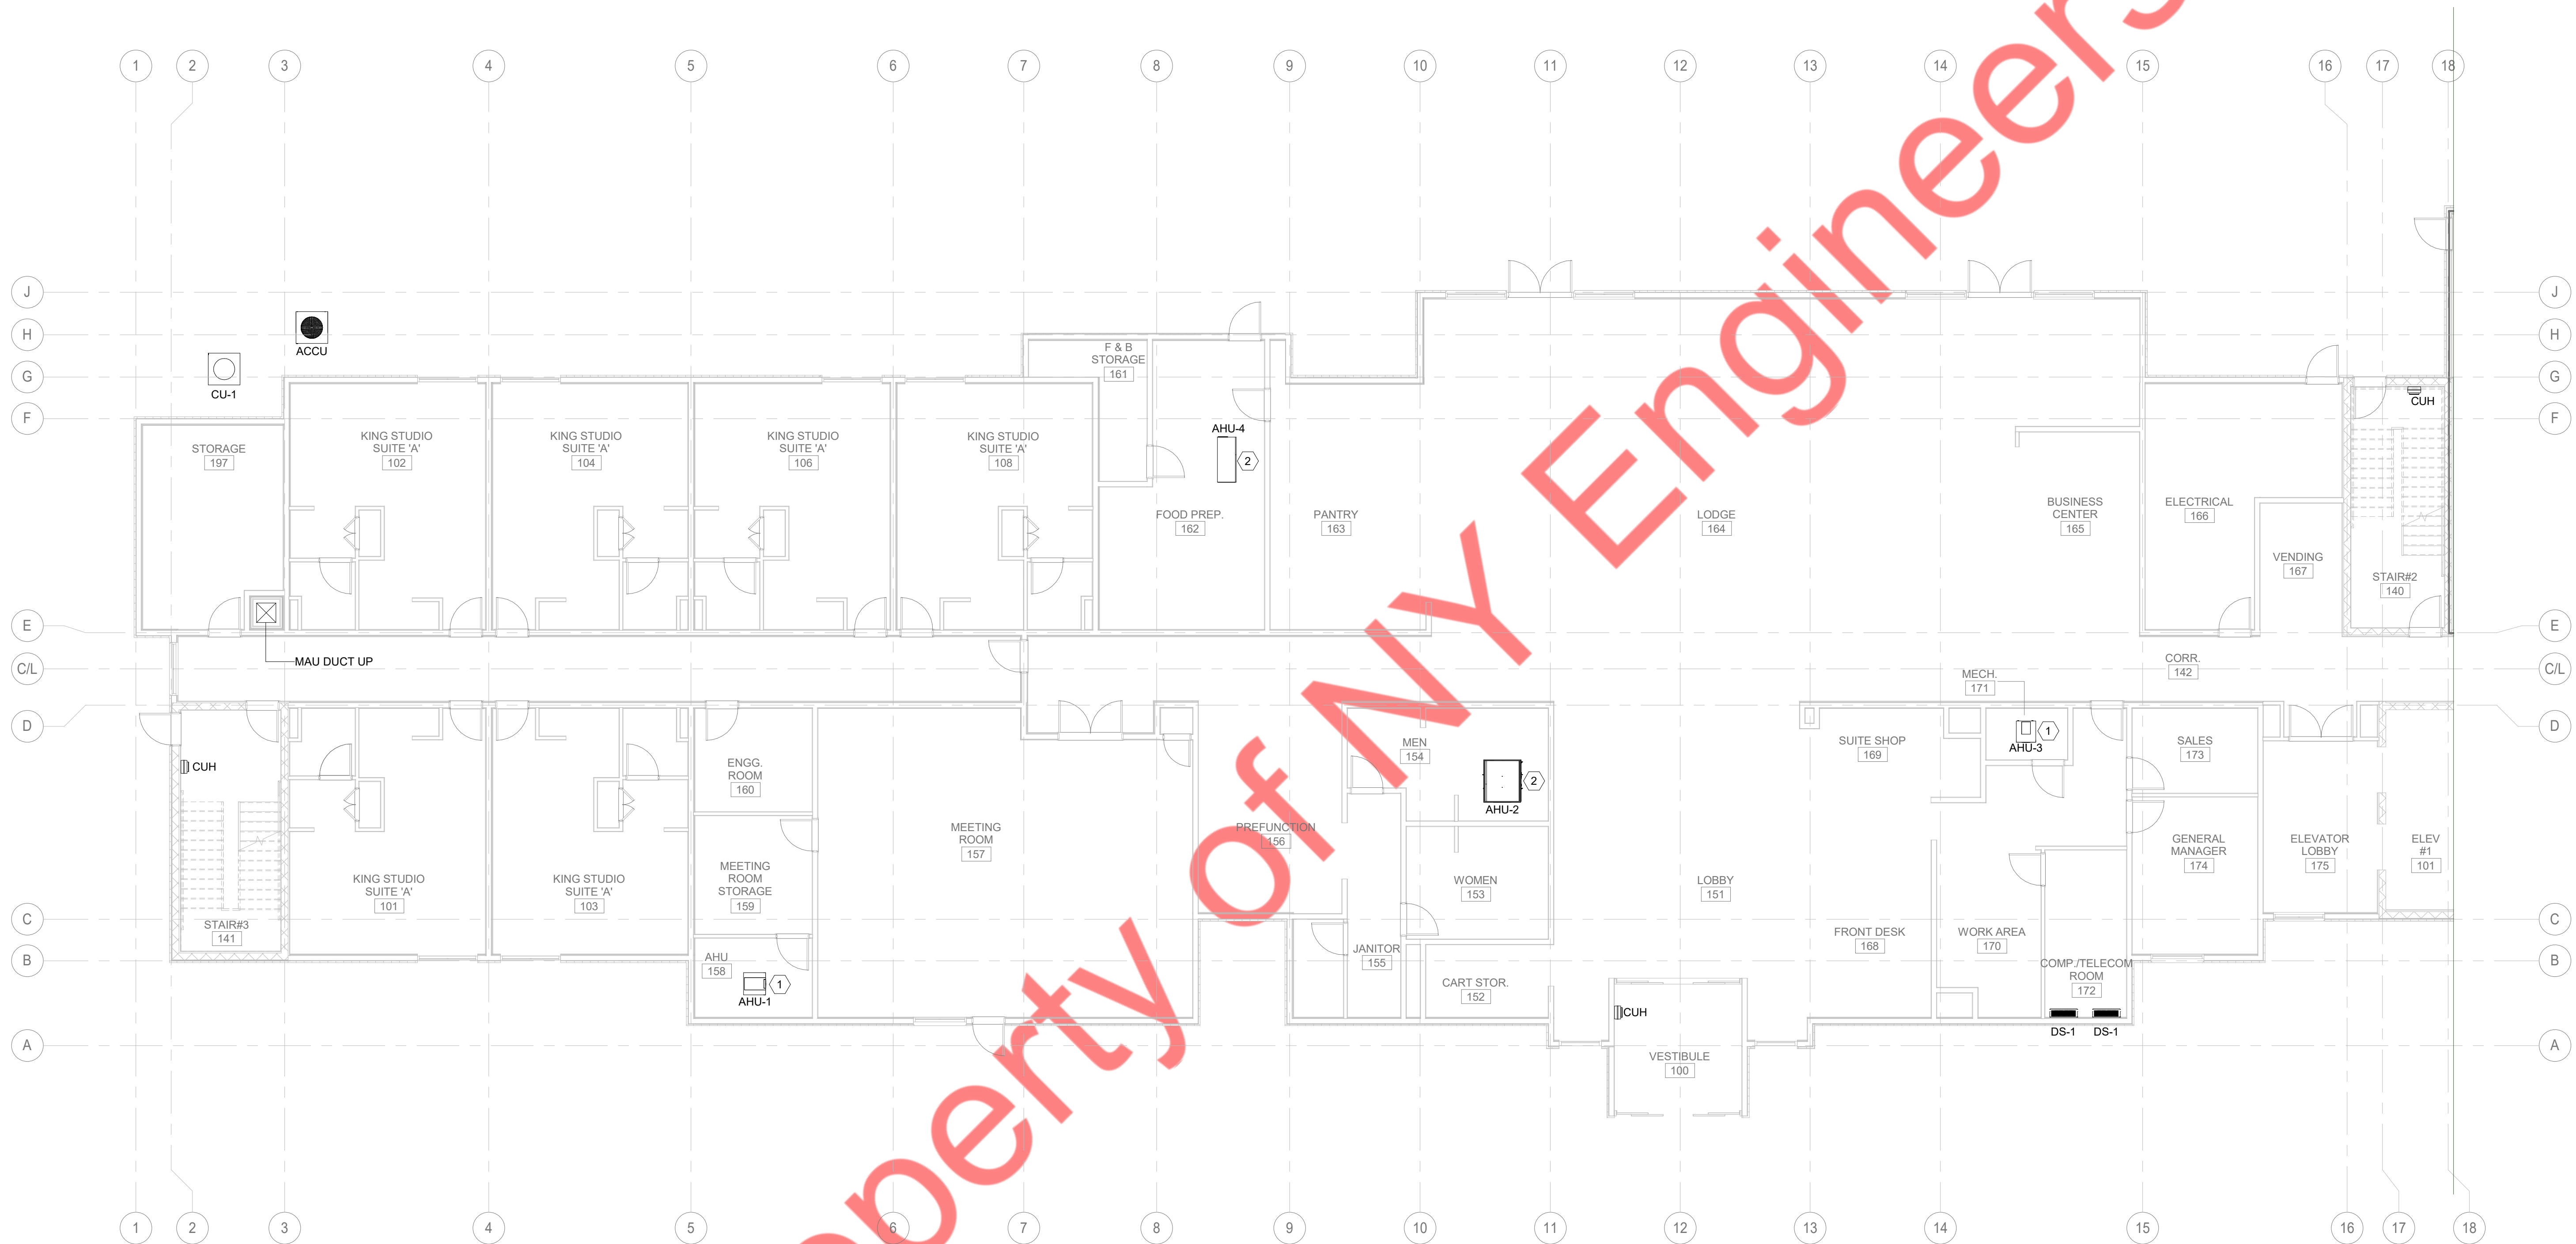 1
2
3
4
5
6
7
8
9
10
11
12
13
14
15
16
17
18
J
J
H
H
ACCU
F & B
STORAGE
161
G
G
CU-1
CUH
F
F
AHU-4
2
KING STUDIO
SUITE 'A'
102
KING STUDIO
SUITE 'A'
104
KING STUDIO
SUITE 'A'
106
KING STUDIO
SUITE 'A'
108
STORAGE
197
FOOD PREP.
162
PANTRY
163
LODGE
164
BUSINESS
CENTER
165
ELECTRICAL
166
VENDING
167
STAIR#2
140
E
E
MAU DUCT UP
C/L
C/L
CORR.
142
MECH.
171
D
D
CUH
ENGG.
ROOM
160
MEN
154
AHU-2
2
SUITE SHOP
169
AHU-3
1
SALES
173
MEETING
ROOM
157
PREFUNCTION
156
GENERAL
MANAGER
174
ELEVATOR
LOBBY
175
ELEV
#1
101
KING STUDIO
SUITE 'A'
101
KING STUDIO
SUITE 'A'
103
MEETING
ROOM
STORAGE
159
WOMEN
153
LOBBY
151
C
C
STAIR#3
141
FRONT DESK
168
WORK AREA
170
B
B
AHU
158
AHU-1
1
JANITOR
155
CART STOR.
152
COMP./TELECOM
ROOM
172
CUH
DS-1
DS-1
A
A
VESTIBULE
100
1
2
3
4
5
6
7
8
9
10
11
12
13
14
15
16
17
18
operty of NY Engineers